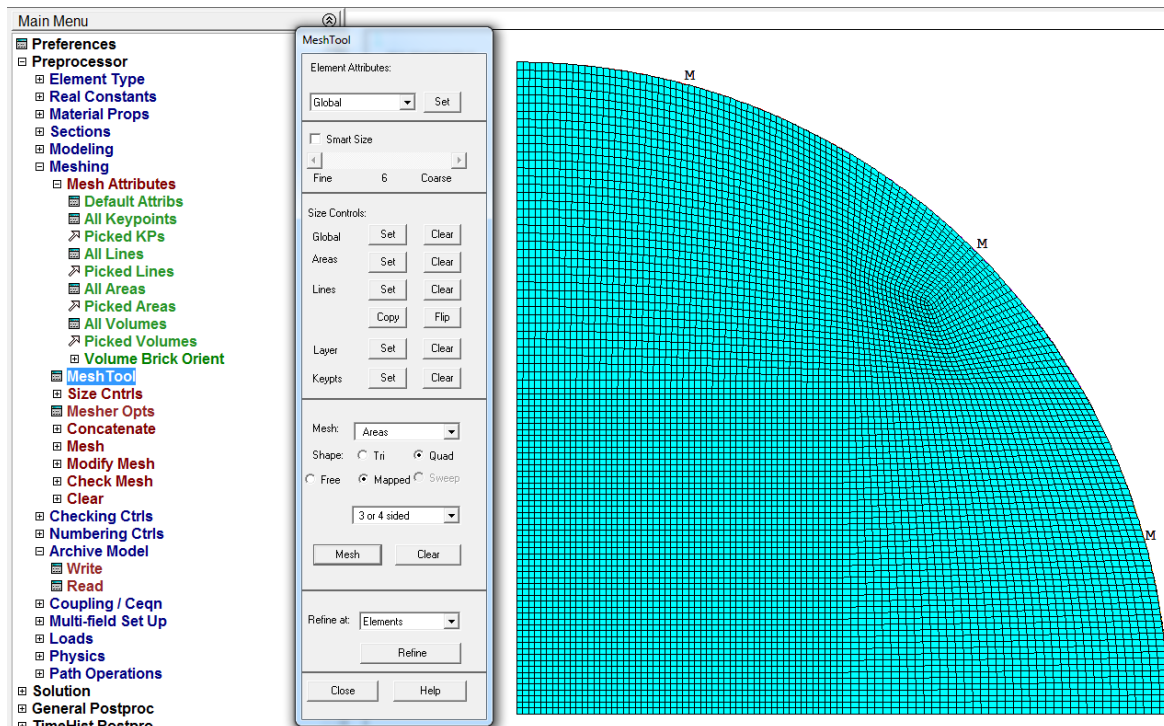 Main Menu
Preferences
Preprocessor
Element Type
Real Constants
Material Props
Sections
Modeling
Meshing
Mesh Attributes
Default Attribs
All Keypoints
Picked KPs
All Lines
Picked Lines
All Areas
Picked Areas
All Volumes
Picked Volumes
Volume Brick Orient
MeshTool
Size Cntrls
Mesher Opts
Concatenate
Mesh
Modify Mesh
Check Mesh
Clear
Checking Ctrls
Numbering Ctrls
Archive Model
Write
Read
Coupling / Ceqn
Multi-field Set Up
Loads
Physics
Path Operations
Solution
General Postproc
TimeHist Postpro
MeshTool
Element Attributes:
Global Set
Smart Size
Fine 6 Coarse
Size Controls:
Global Set Clear
Areas Set Clear
Lines Set Clear
Copy Flip
Layer Set Clear
Keypts Set Clear
Mesh: Areas
Shape: Tri Quad
Free Mapped Sweep
3 or 4 sided
Mesh Clear
Refine at: Elements
Refine
Close Help
M
M
M